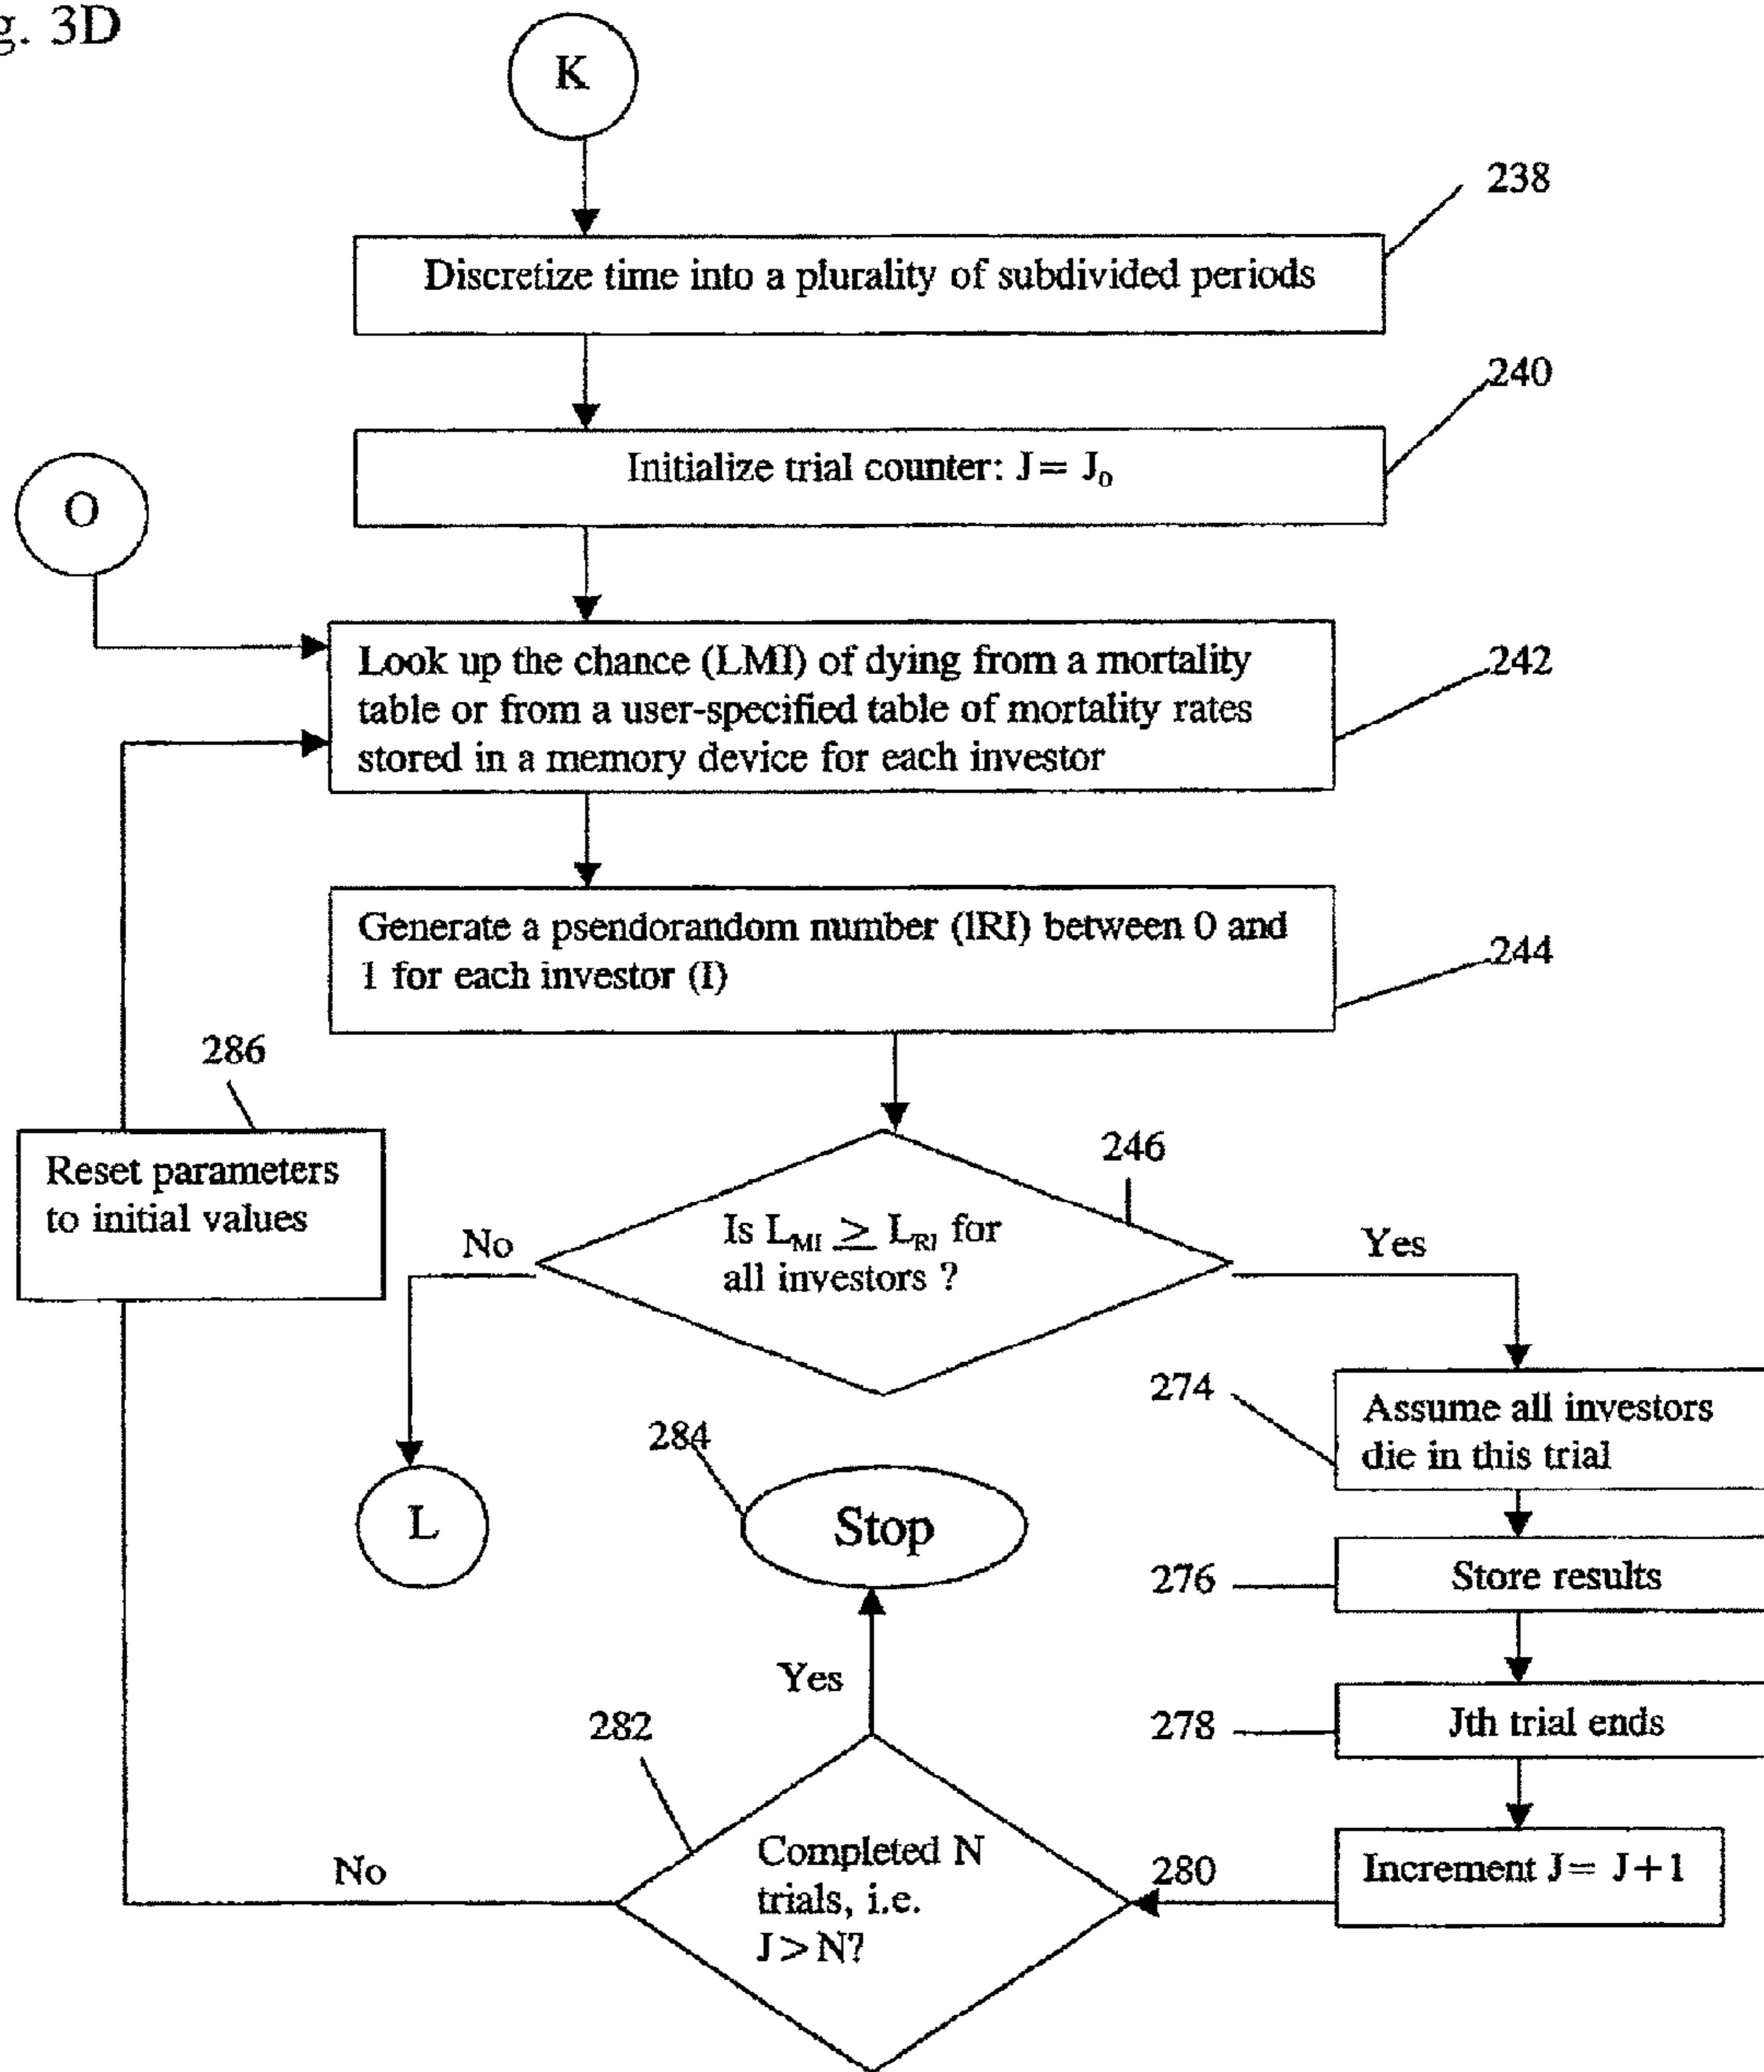 g. 3D
K
238
Discretize time into a plurality of subdivided periods
240
Initialize trial counter: J= J₀
O
Look up the chance (LMI) of dying from a mortality
table or from a user-specified table of mortality rates
stored in a memory device for each investor
242
Generate a psendorandom number (lRI) between 0 and
1 for each investor (I)
244
286
Reset parameters
to initial values
246
No
Is L_MI ≥ L_RI for
all investors ?
Yes
274
Assume all investors
die in this trial
284
L
Stop
276
Store results
Yes
278
Jth trial ends
282
Completed N
trials, i.e.
J>N?
No
280
Increment J= J+1